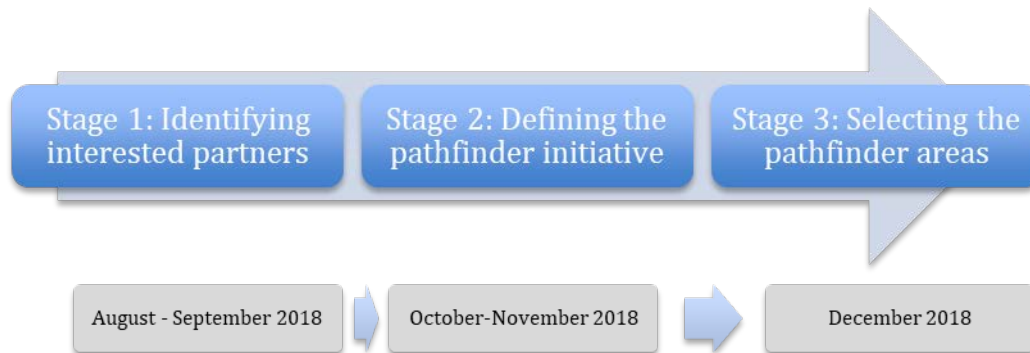 Stage 1: Identifying
interested partners
Stage 2: Defining the
pathfinder initiative
Stage 3: Selecting the
pathfinder areas
August - September 2018
October-November 2018
December 2018